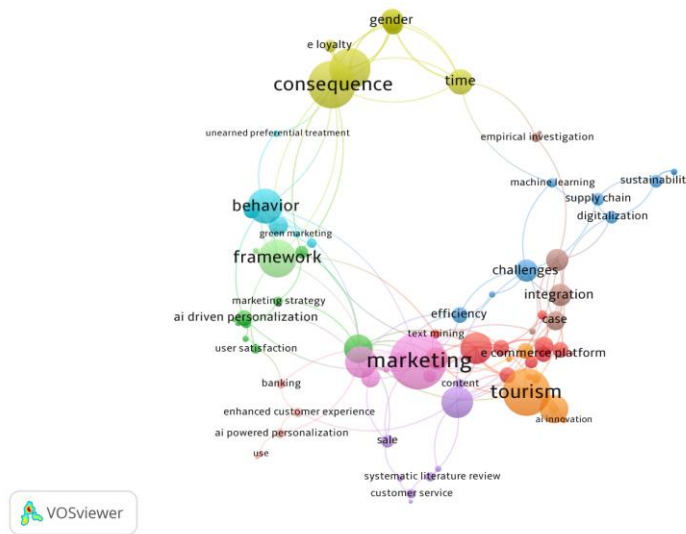 gender
e loyalty
consequence
time
unearned preferential treatment
empirical investigation
machine learning
sustainabilit
supply chain
behavior
digitalization
green marketing
framework
challenges
integration
marketing strategy
ai driven personalization
efficiency
case
text mining
user satisfaction
marketing
e commerce platform
banking
content
tourism
enhanced customer experience
ai innovation
ai powered personalization
sale
use
systematic literature review
customer service
VOSviewer